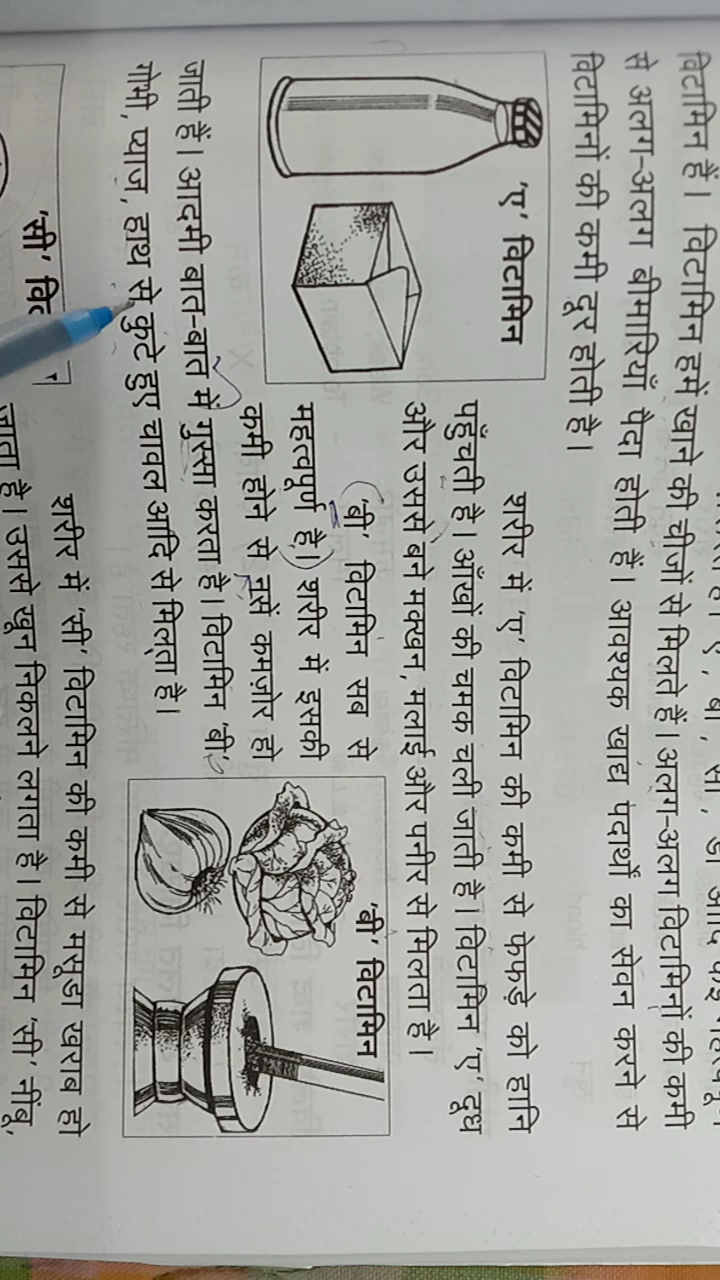 विटामिन हैं। विटामिन हमें खाने की चीजों से मिलते हैं। अलग-अलग विटामिनों की कमी
से अलग-अलग बीमारियाँ पैदा होती हैं। आवश्यक खाद्य पदार्थों का सेवन करने से
विटामिनों की कमी दूर होती है।
'ए' विटामिन
शरीर में 'ए' विटामिन की कमी से फेफड़े को हानि
पहुँचती है। आँखों की चमक चली जाती है। विटामिन 'ए' दूध
और उससे बने मक्खन, मलाई और पनीर से मिलता है।
'बी' विटामिन सब से
महत्वपूर्ण है। शरीर में इसकी
कमी होने से नसें कमज़ोर हो
जाती हैं। आदमी बात-बात में गुस्सा करता है। विटामिन 'बी'
गोभी, प्याज, हाथ से कुटे हुए चावल आदि से मिलता है।
'बी' विटामिन
'सी'
शरीर में 'सी' विटामिन की कमी से मसूडा खराब हो
जाता है। उससे खून निकलने लगता है। विटामिन 'सी' नींबू,